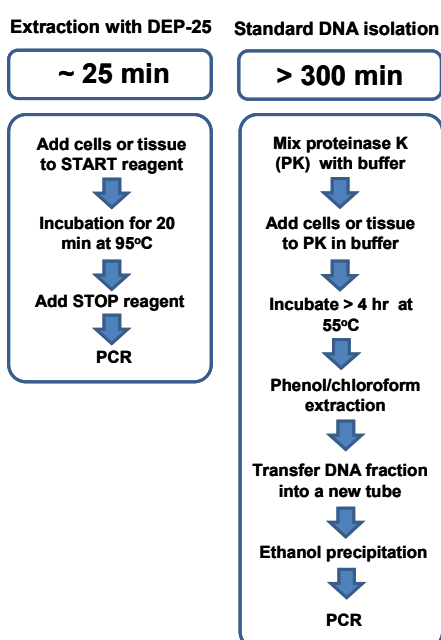 Extraction with DEP-25
~ 25 min
Add cells or tissue
to START reagent
Incubation for 20
min at 95ºC
Add STOP reagent
PCR
Standard DNA isolation
> 300 min
Mix proteinase K
(PK) with buffer
Add cells or tissue
to PK in buffer
Incubate > 4 hr at
55ºC
Phenol/chloroform
extraction
Transfer DNA fraction
into a new tube
Ethanol precipitation
PCR